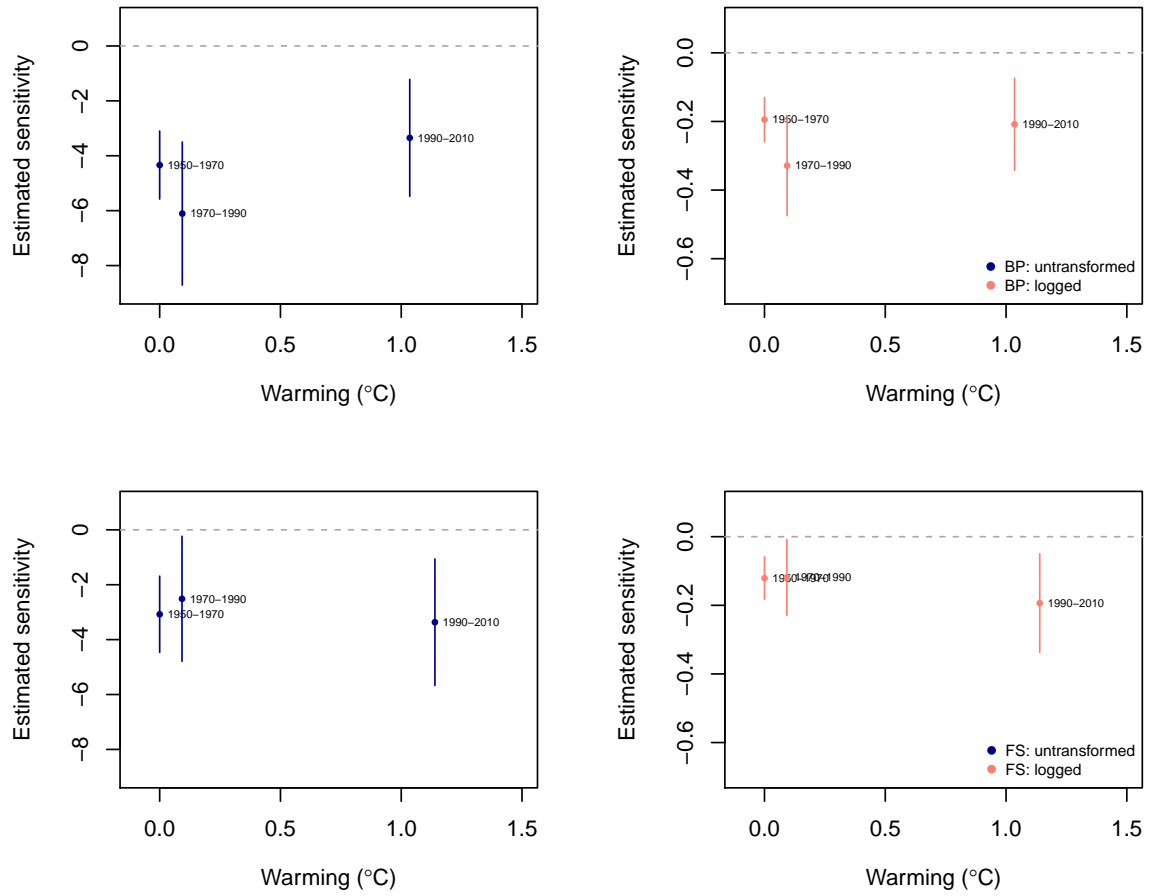 0
−2
−4
−6
−8
Estimated sensitivity
1950−1970
1970−1990
1990−2010
0.0 0.5 1.0 1.5
Warming (°C)
0.0
−0.2
−0.4
−0.6
Estimated sensitivity
1950−1970
1970−1990
1990−2010
BP: untransformed
BP: logged
0.0 0.5 1.0 1.5
Warming (°C)
0
−2
−4
−6
−8
Estimated sensitivity
1970−1990
1950−1970
1990−2010
0.0 0.5 1.0 1.5
Warming (°C)
0.0
−0.2
−0.4
−0.6
Estimated sensitivity
1950−1970
1970−1990
1990−2010
FS: untransformed
FS: logged
0.0 0.5 1.0 1.5
Warming (°C)